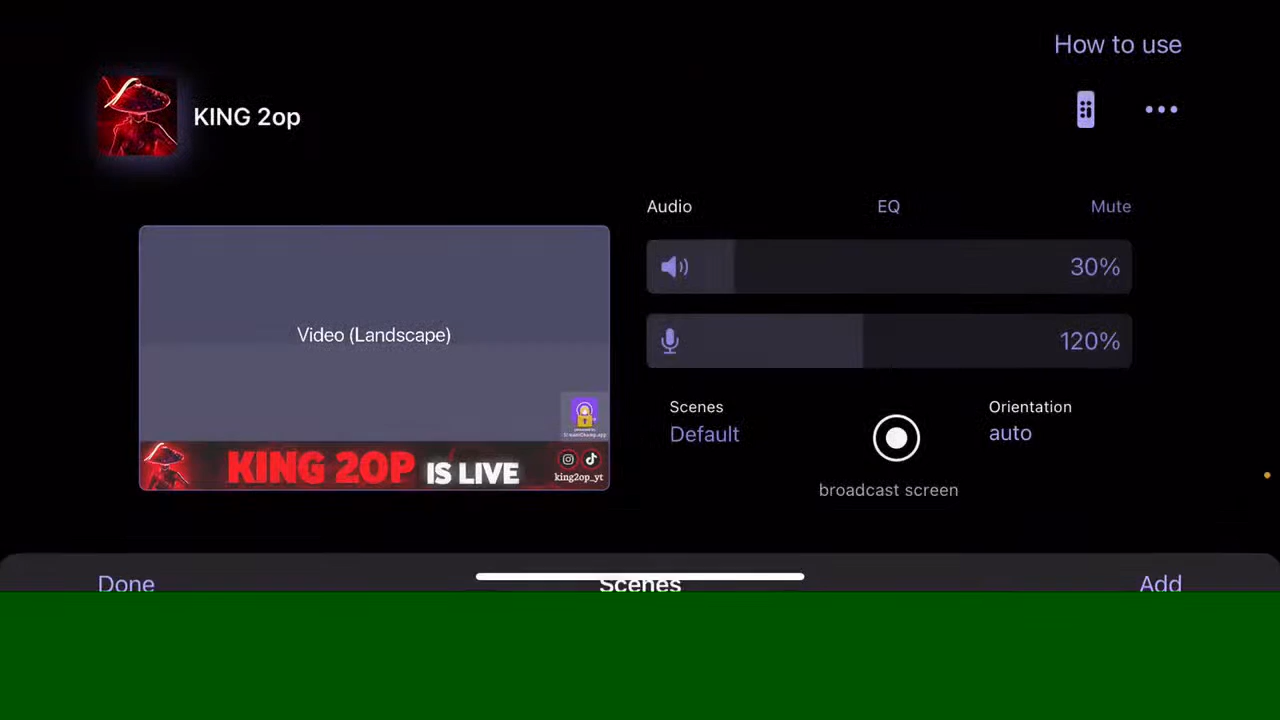 How to use
KING 2op
Audio
EQ
Mute
30%
Video (Landscape)
120%
Scenes
Default
Orientation
auto
KING 2OP IS LIVE
king2op_yt
broadcast screen
Done
Scenes
Add